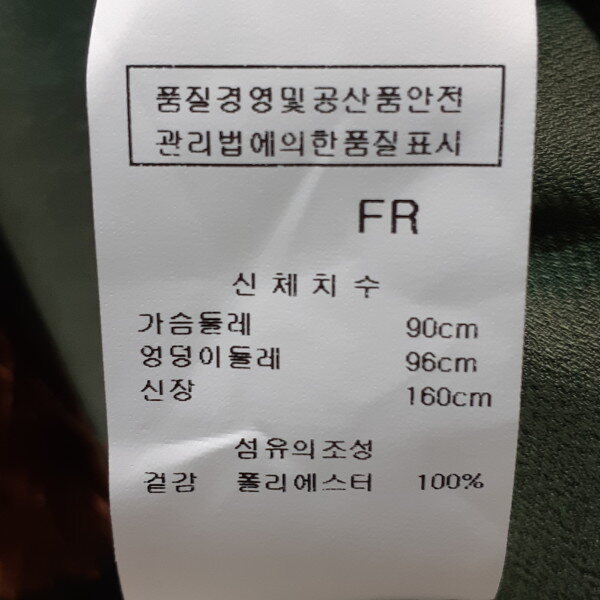 품질경영및공산품안전
관리법에의한품질표시
FR
신체치수
가슴둘레 90cm
엉덩이둘레 96cm
신장 160cm
섬유의조성
겉감 폴리에스터 100%